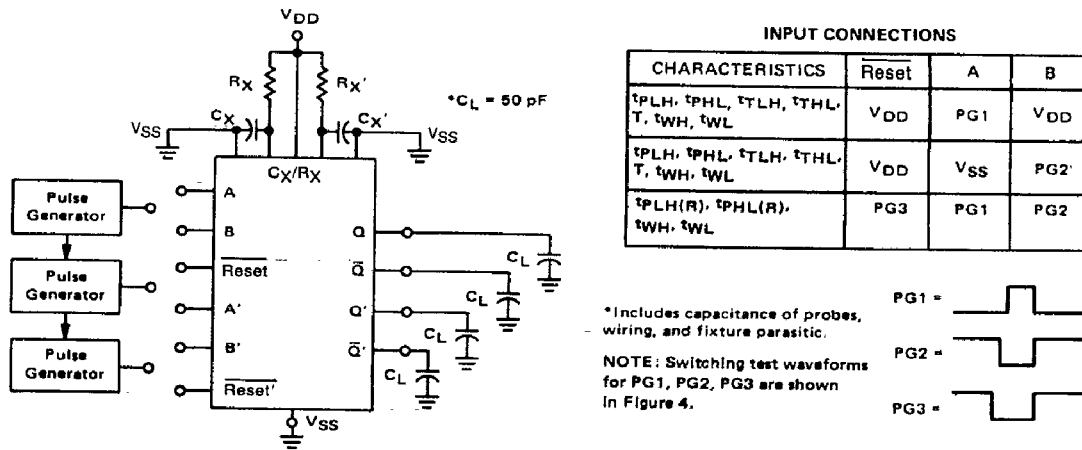 VDD
RX
RX'
*CL = 50 pF
VSS
CX
CX'
VSS
CX/RX
Pulse Generator
Pulse Generator
Pulse Generator
A
B
Reset
A'
B'
Reset'
Q
Q
Q'
Q'
CL
CL
CL
CL
VSS
INPUT CONNECTIONS
CHARACTERISTICS Reset A B
tPLH, tPHL, tTLH, tTHL, T, tWH, tWL VDD PG1 VDD
tPLH, tPHL, tTLH, tTHL, T, tWH, tWL VDD VSS PG2'
tPLH(R), tPHL(R), tWH, tWL PG3 PG1 PG2
*Includes capacitance of probes,
wiring, and fixture parasitic.
NOTE: Switching test waveforms
for PG1, PG2, PG3 are shown
in Figure 4.
PG1 =
PG2 =
PG3 =